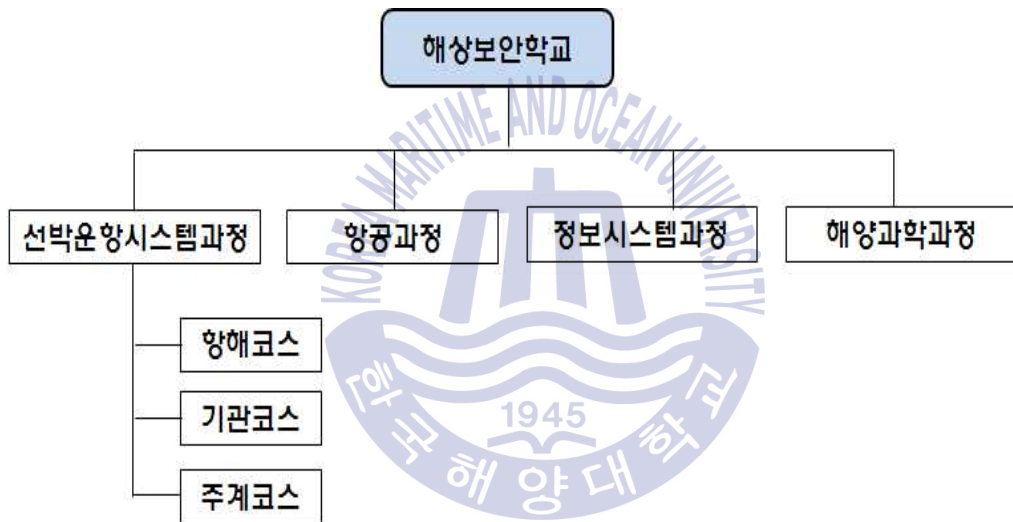 해상보안학교
KOREA MARITIME AND OCEAN UNIVERSITY
선박운항시스템과정
항공과정
정보시스템과정
해양과학과정
항해코스
기관코스
주계코스
1945
한국해양대학교